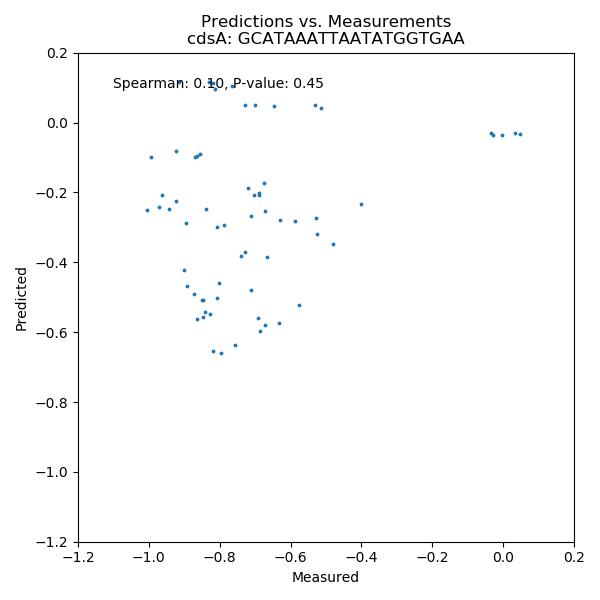 Predictions vs. Measurements
cdsA: GCATAAATTAATATGGTGAA
Spearman: 0.10, P-value: 0.45
0.2
0.0
−0.2
−0.4
−0.6
−0.8
−1.0
−1.2
Predicted
−1.2 −1.0 −0.8 −0.6 −0.4 −0.2 0.0 0.2
Measured